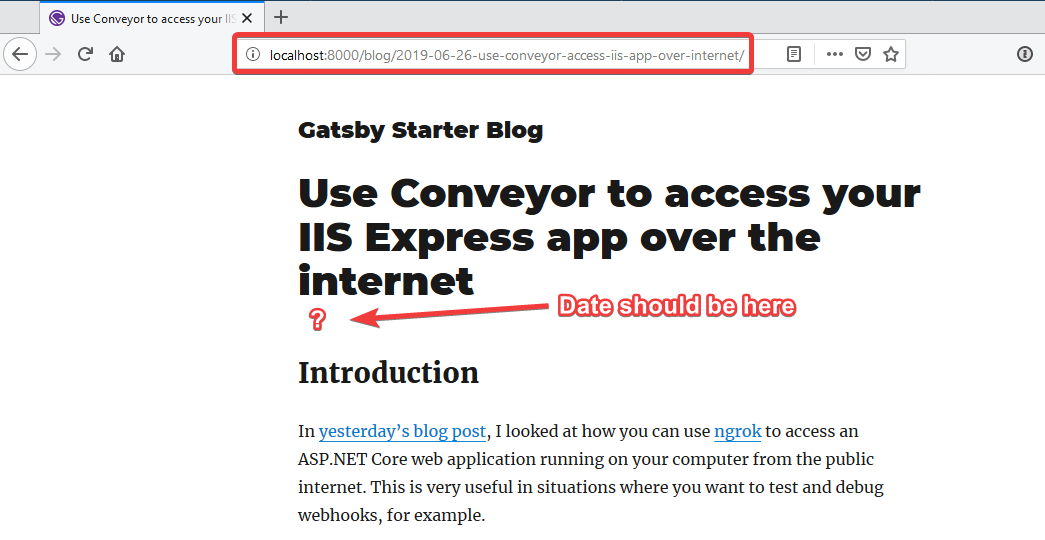 Use Conveyor to access your IIS
localhost:8000/blog/2019-06-26-use-conveyor-access-iis-app-over-internet/
Gatsby Starter Blog
Use Conveyor to access your
IIS Express app over the
internet
? Date should be here
Introduction
In yesterday’s blog post, I looked at how you can use ngrok to access an
ASP.NET Core web application running on your computer from the public
internet. This is very useful in situations where you want to test and debug
webhooks, for example.